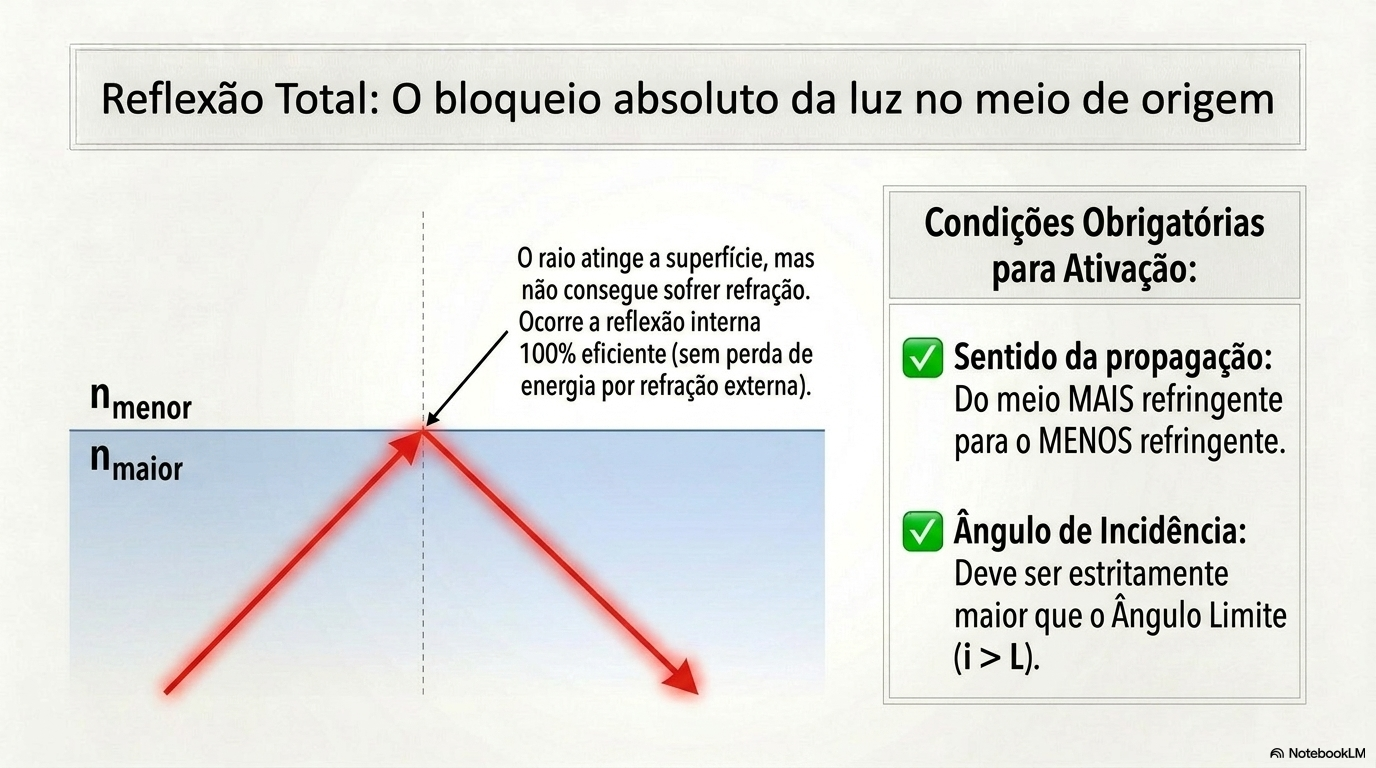 Reflexão Total: O bloqueio absoluto da luz no meio de origem
O raio atinge a superfície, mas
não consegue sofrer refração.
Ocorre a reflexão interna
100% eficiente (sem perda de
energia por refração externa).
n menor
n maior
Condições Obrigatórias
para Ativação:
Sentido da propagação:
Do meio MAIS refringente
para o MENOS refringente.
Ângulo de Incidência:
Deve ser estritamente
maior que o Ângulo Limite
(i > L).
NotebookLM